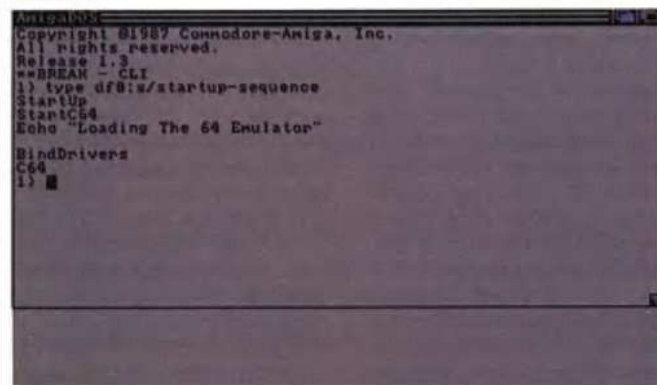 AmigaDOS
Copyright ©1987 Commodore-Amiga, Inc.
All rights reserved.
Release 1.3
**BREAK - CLI
1> type df0:s/startup-sequence
StartUp
StartC64
Echo "Loading The 64 Emulator"
BindDrivers
C64
1>